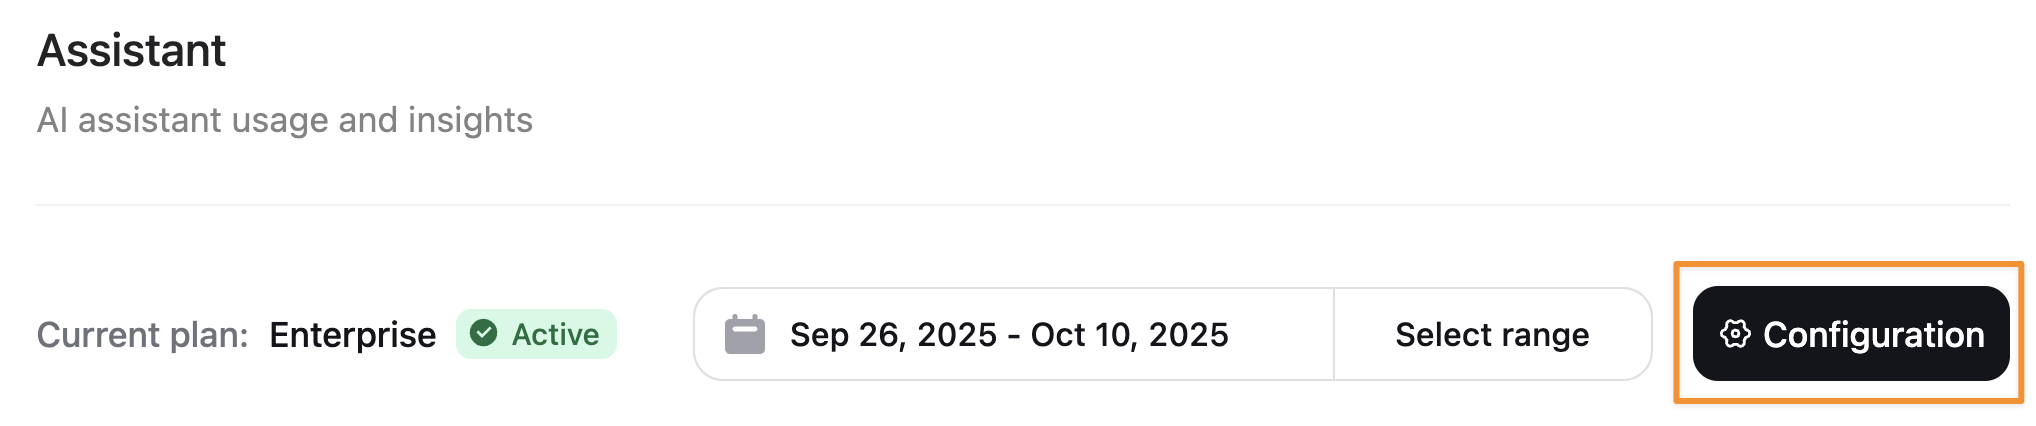 Assistant
AI assistant usage and insights
Current plan: Enterprise Active Sep 26, 2025 - Oct 10, 2025 Select range Configuration